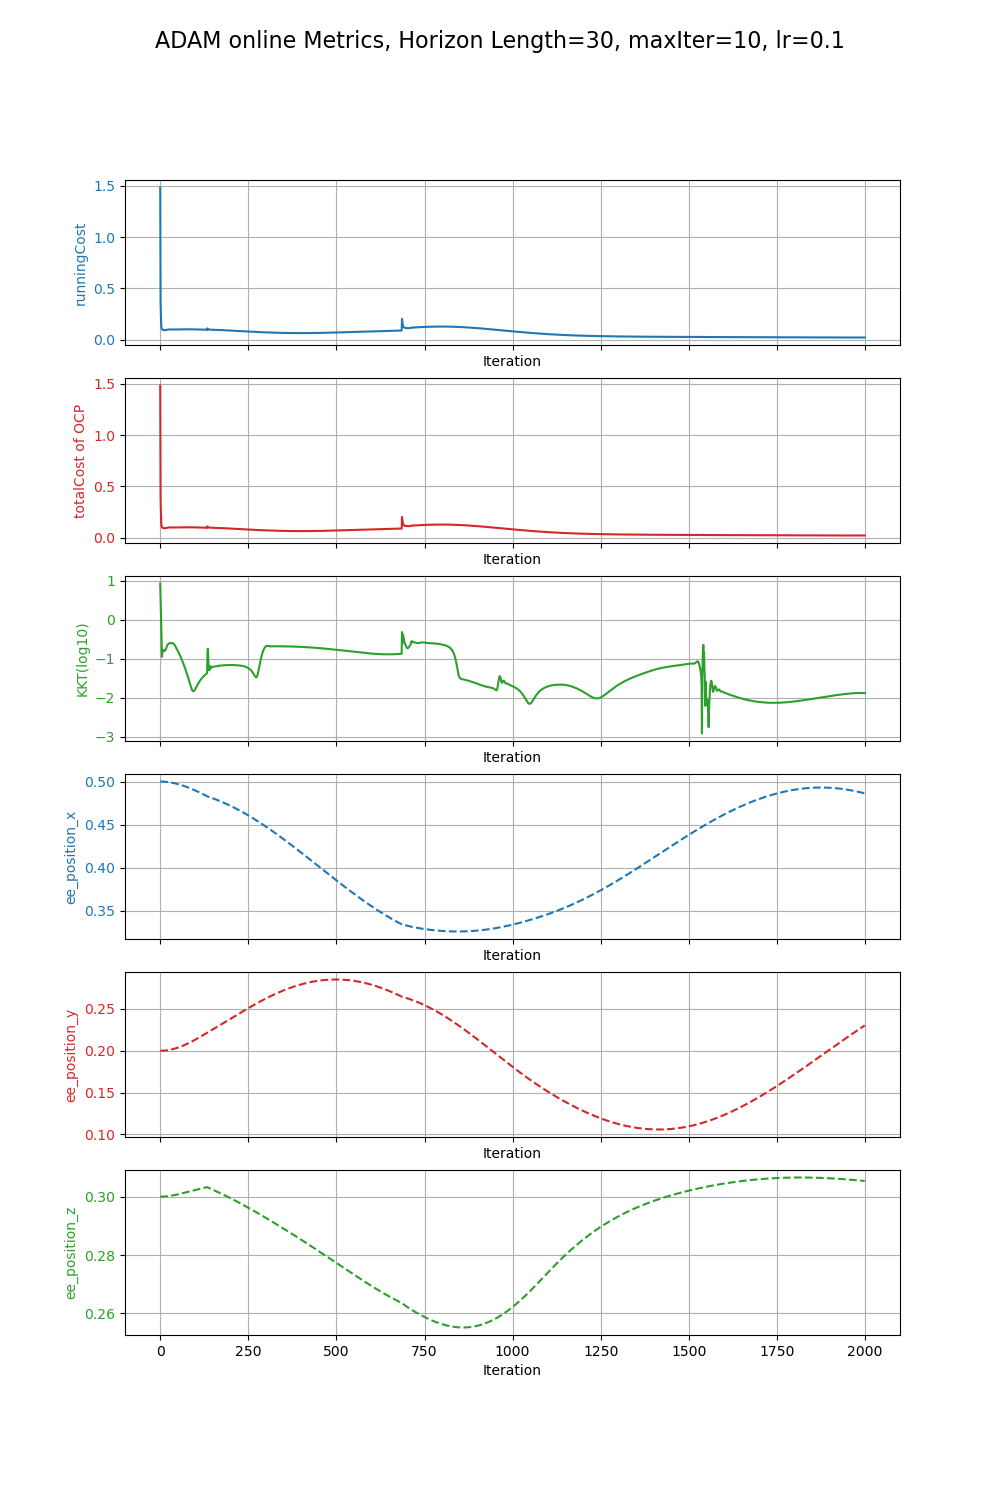 ADAM online Metrics, Horizon Length=30, maxIter=10, lr=0.1
1.5
1.0
0.5
0.0
runningCost
Iteration
1.5
1.0
0.5
0.0
totalCost of OCP
Iteration
1
0
−1
−2
−3
KKT(log10)
Iteration
0.50
0.45
0.40
0.35
ee_position_x
Iteration
0.25
0.20
0.15
0.10
ee_position_y
Iteration
0.30
0.28
0.26
ee_position_z
0 250 500 750 1000 1250 1500 1750 2000
Iteration